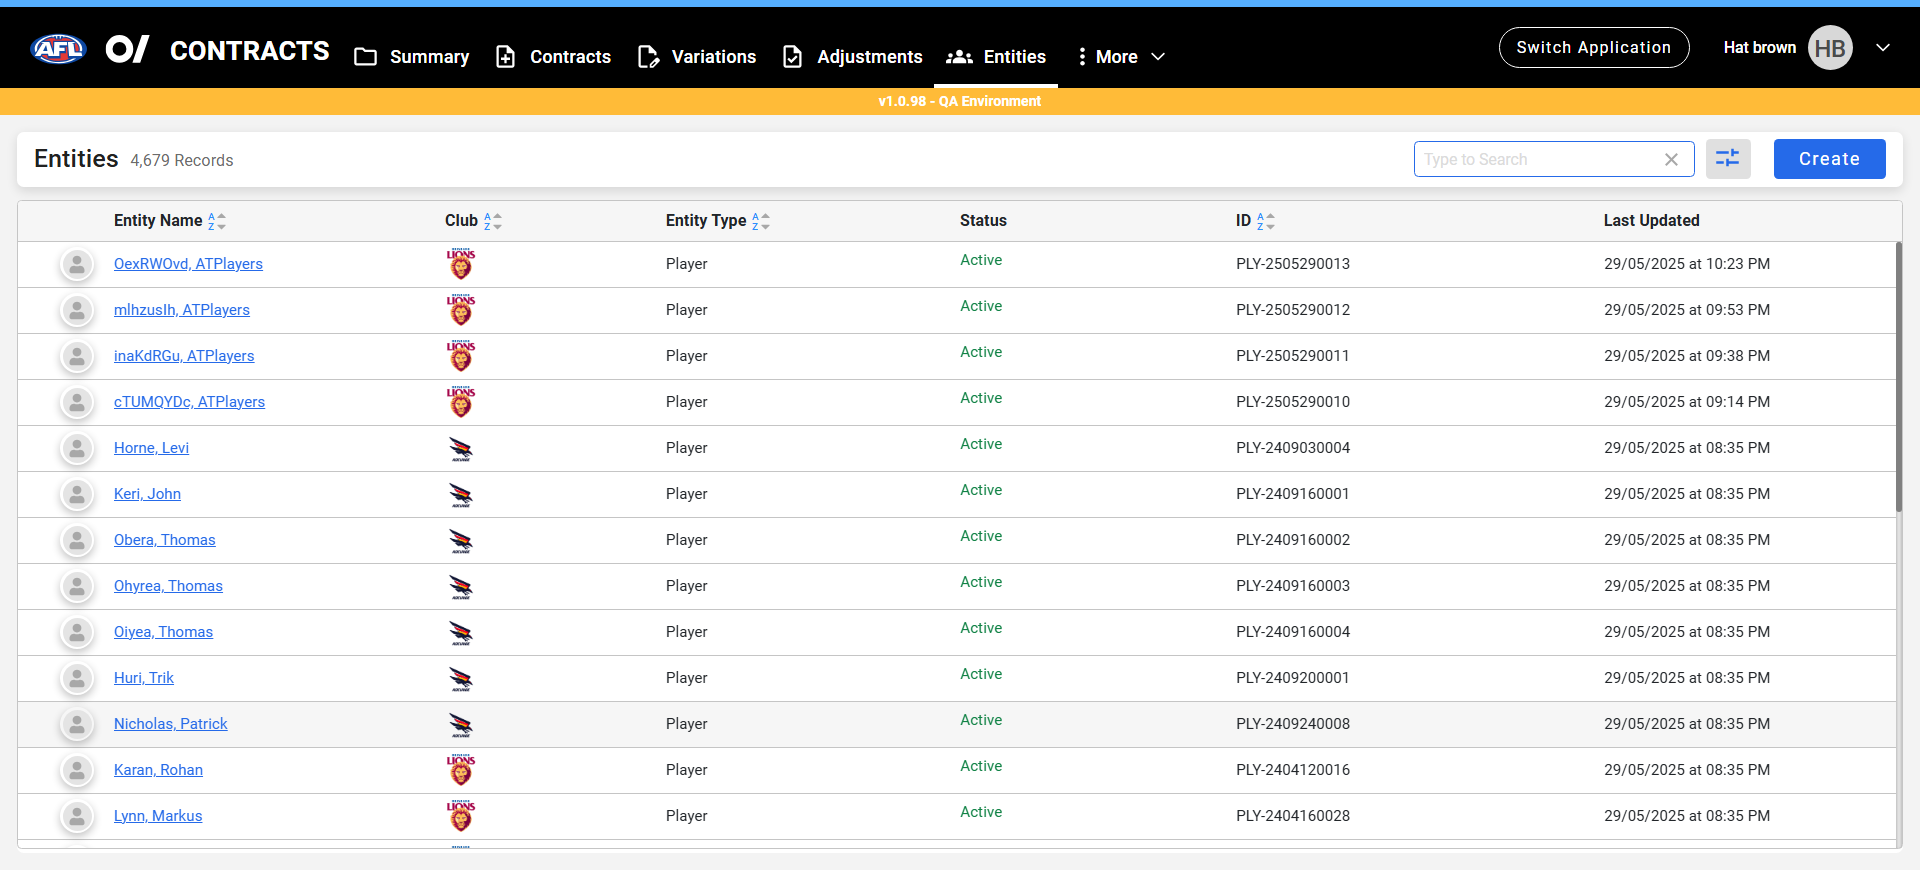 AFL CONTRACTS Summary Contracts Variations Adjustments Entities More Switch Application Hat brown HB
v1.0.98 - QA Environment
Entities 4,679 Records Type to Search Create
Entity Name Club Entity Type Status ID Last Updated
OexRWOvd, ATPlayers LIONS Player Active PLY-2505290013 29/05/2025 at 10:23 PM
mlhzuslh, ATPlayers LIONS Player Active PLY-2505290012 29/05/2025 at 09:53 PM
inaKdRGu, ATPlayers LIONS Player Active PLY-2505290011 29/05/2025 at 09:38 PM
cTUMQYDc, ATPlayers LIONS Player Active PLY-2505290010 29/05/2025 at 09:14 PM
Horne, Levi Player Active PLY-2409030004 29/05/2025 at 08:35 PM
Keri, John Player Active PLY-2409160001 29/05/2025 at 08:35 PM
Obera, Thomas Player Active PLY-2409160002 29/05/2025 at 08:35 PM
Ohyrea, Thomas Player Active PLY-2409160003 29/05/2025 at 08:35 PM
Oiyea, Thomas Player Active PLY-2409160004 29/05/2025 at 08:35 PM
Huri, Trik Player Active PLY-2409200001 29/05/2025 at 08:35 PM
Nicholas, Patrick Player Active PLY-2409240008 29/05/2025 at 08:35 PM
Karan, Rohan LIONS Player Active PLY-2404120016 29/05/2025 at 08:35 PM
Lynn, Markus LIONS Player Active PLY-2404160028 29/05/2025 at 08:35 PM